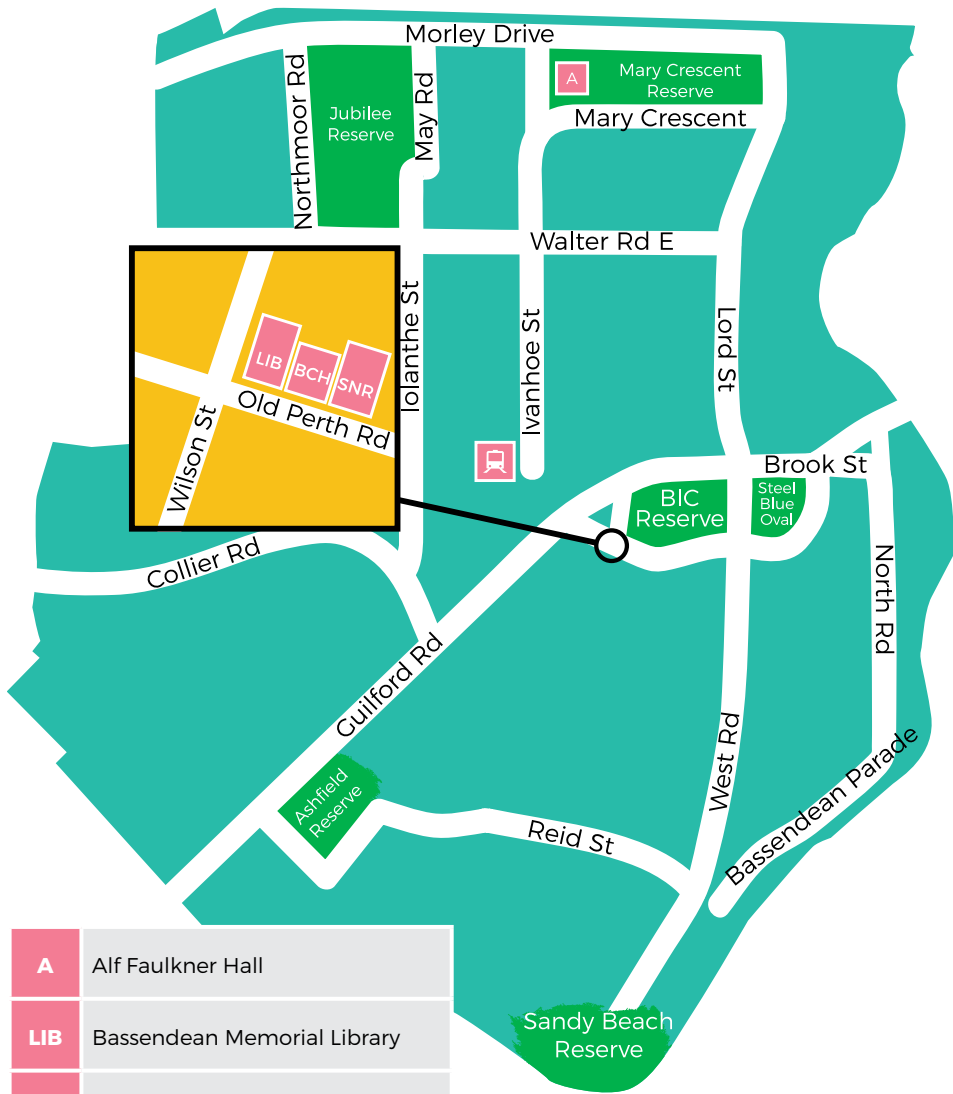 Morley Drive
Northmoor Rd
May Rd
Jubilee
Reserve
A
Mary Crescent
Reserve
Mary Crescent
Walter Rd E
Iolanthe St
Ivanhoe St
Lord St
LIB
BCH
SNR
Old Perth Rd
Wilson St
Brook St
BIC
Reserve
Steel
Blue
Oval
Collier Rd
North Rd
Guilford Rd
West Rd
Bassendean Parade
Ashfield
Reserve
Reid St
A
Alf Faulkner Hall
LIB
Bassendean Memorial Library
Sandy Beach
Reserve